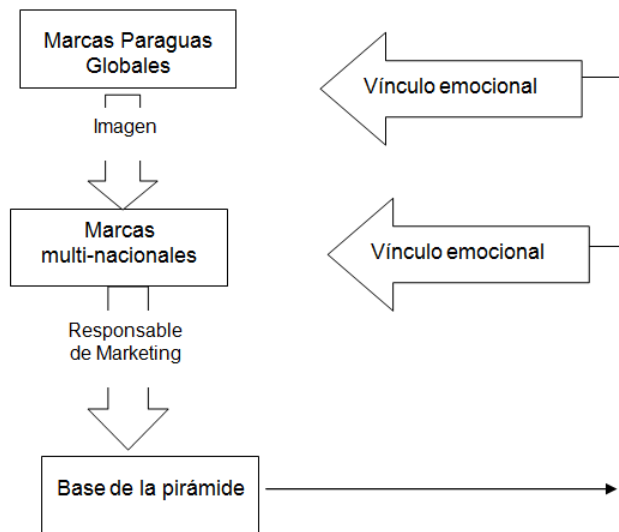 Marcas Paraguas
Globales
Vínculo emocional
Imagen
Marcas
multi-nacionales
Vínculo emocional
Responsable
de Marketing
Base de la pirámide